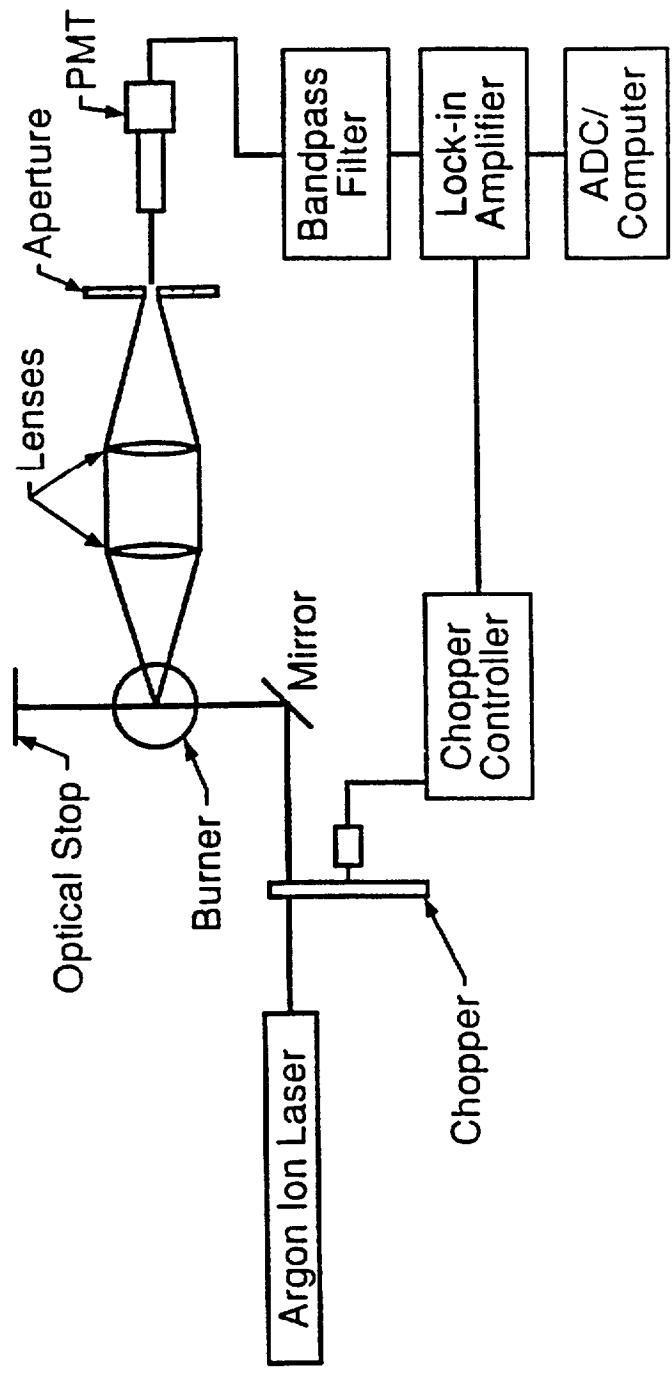 Optical Stop
Burner
Lenses
Aperture
PMT
Mirror
Argon Ion Laser
Chopper
Chopper
Controller
Bandpass
Filter
Lock-in
Amplifier
ADC/
Computer